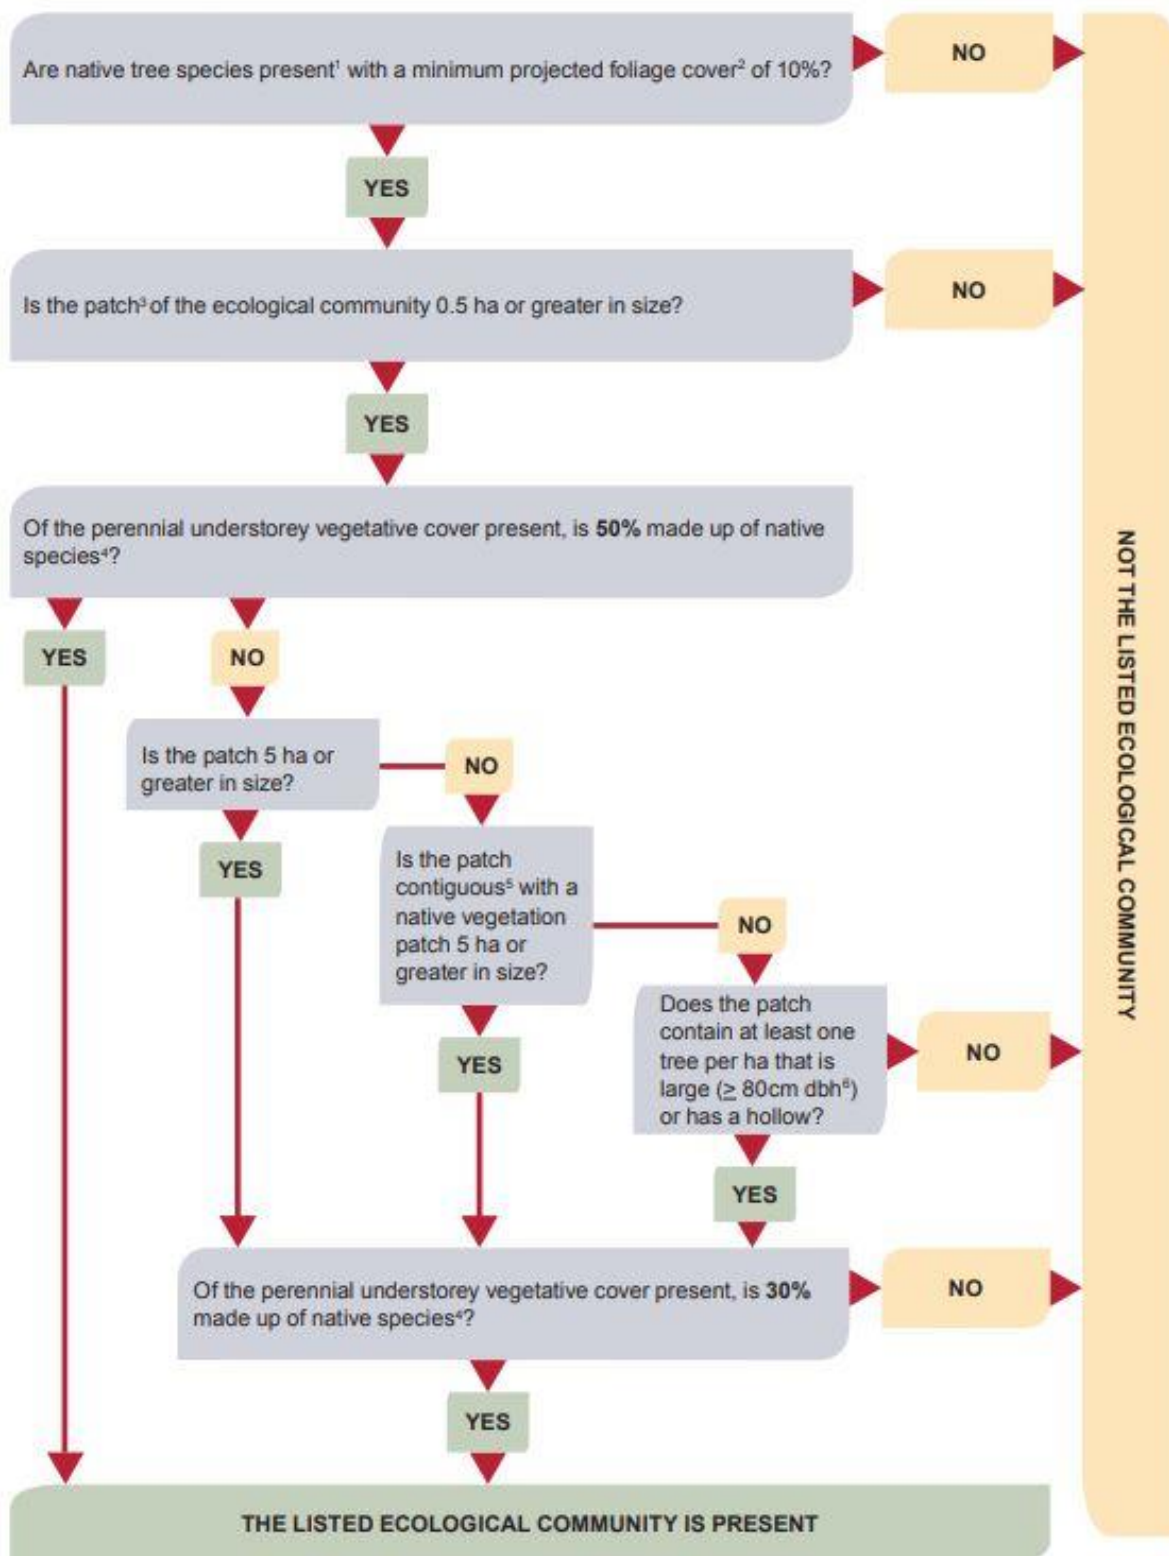 Are native tree species present¹ with a minimum projected foliage cover² of 10%?
NO
YES
Is the patch³ of the ecological community 0.5 ha or greater in size?
NO
YES
Of the perennial understorey vegetative cover present, is 50% made up of native
species⁴?
YES
NO
Is the patch 5 ha or
greater in size?
NO
YES
Is the patch
contiguous⁵ with a
native vegetation
patch 5 ha or
greater in size?
NO
YES
Does the patch
contain at least one
tree per ha that is
large (≥ 80cm dbh⁶)
or has a hollow?
NO
YES
Of the perennial understorey vegetative cover present, is 30%
made up of native species⁴?
NO
YES
THE LISTED ECOLOGICAL COMMUNITY IS PRESENT
NOT THE LISTED ECOLOGICAL COMMUNITY